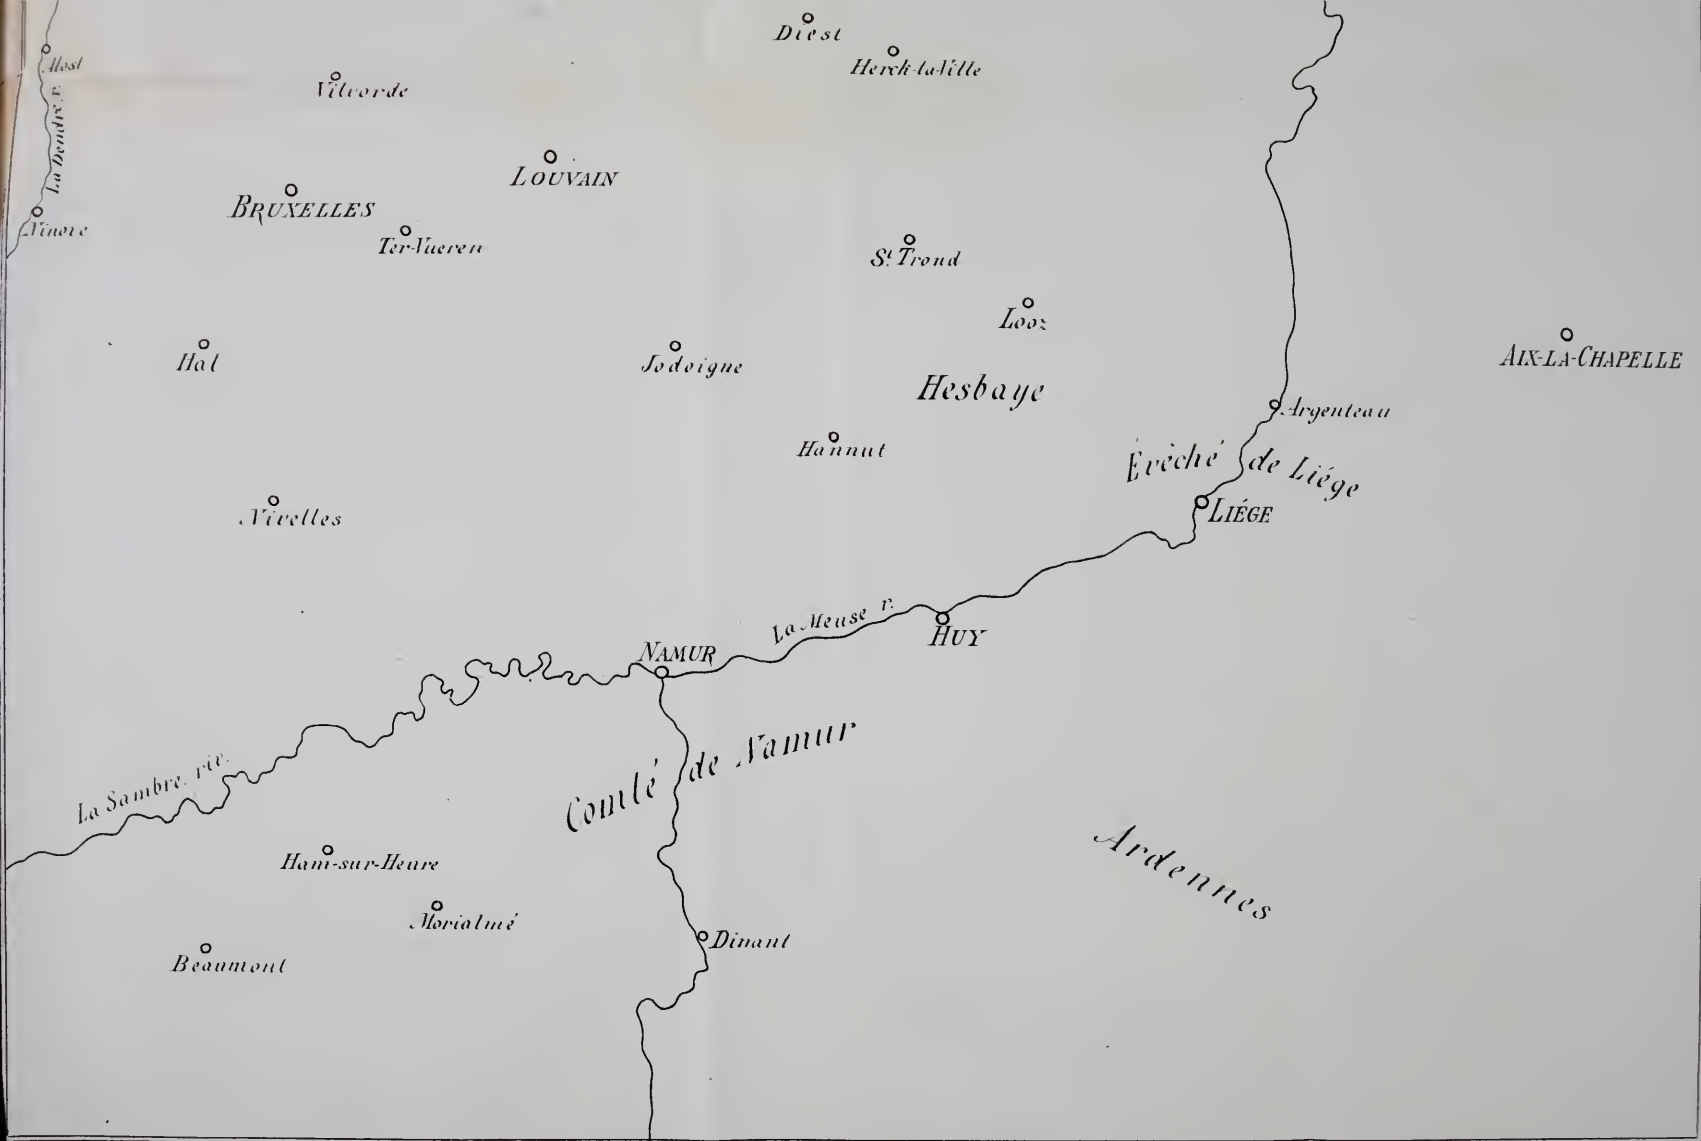 Diest
Alost
Herck-la-Ville
Vilvorde
La Dendre, r.
LOUVAIN
BRUXELLES
Ninove
Ter-Vueren
St. Trond
Looz
Hal
Jodoigne
AIX-LA-CHAPELLE
Hesbaye
Argenteau
Hannut
Évêché de Liége
Nivelles
LIÉGE
La Meuse r.
HUY
NAMUR
Comté de Namur
La Sambre, riv.
Ardennes
Ham-sur-Heure
Morialmé
Dinant
Beaumont